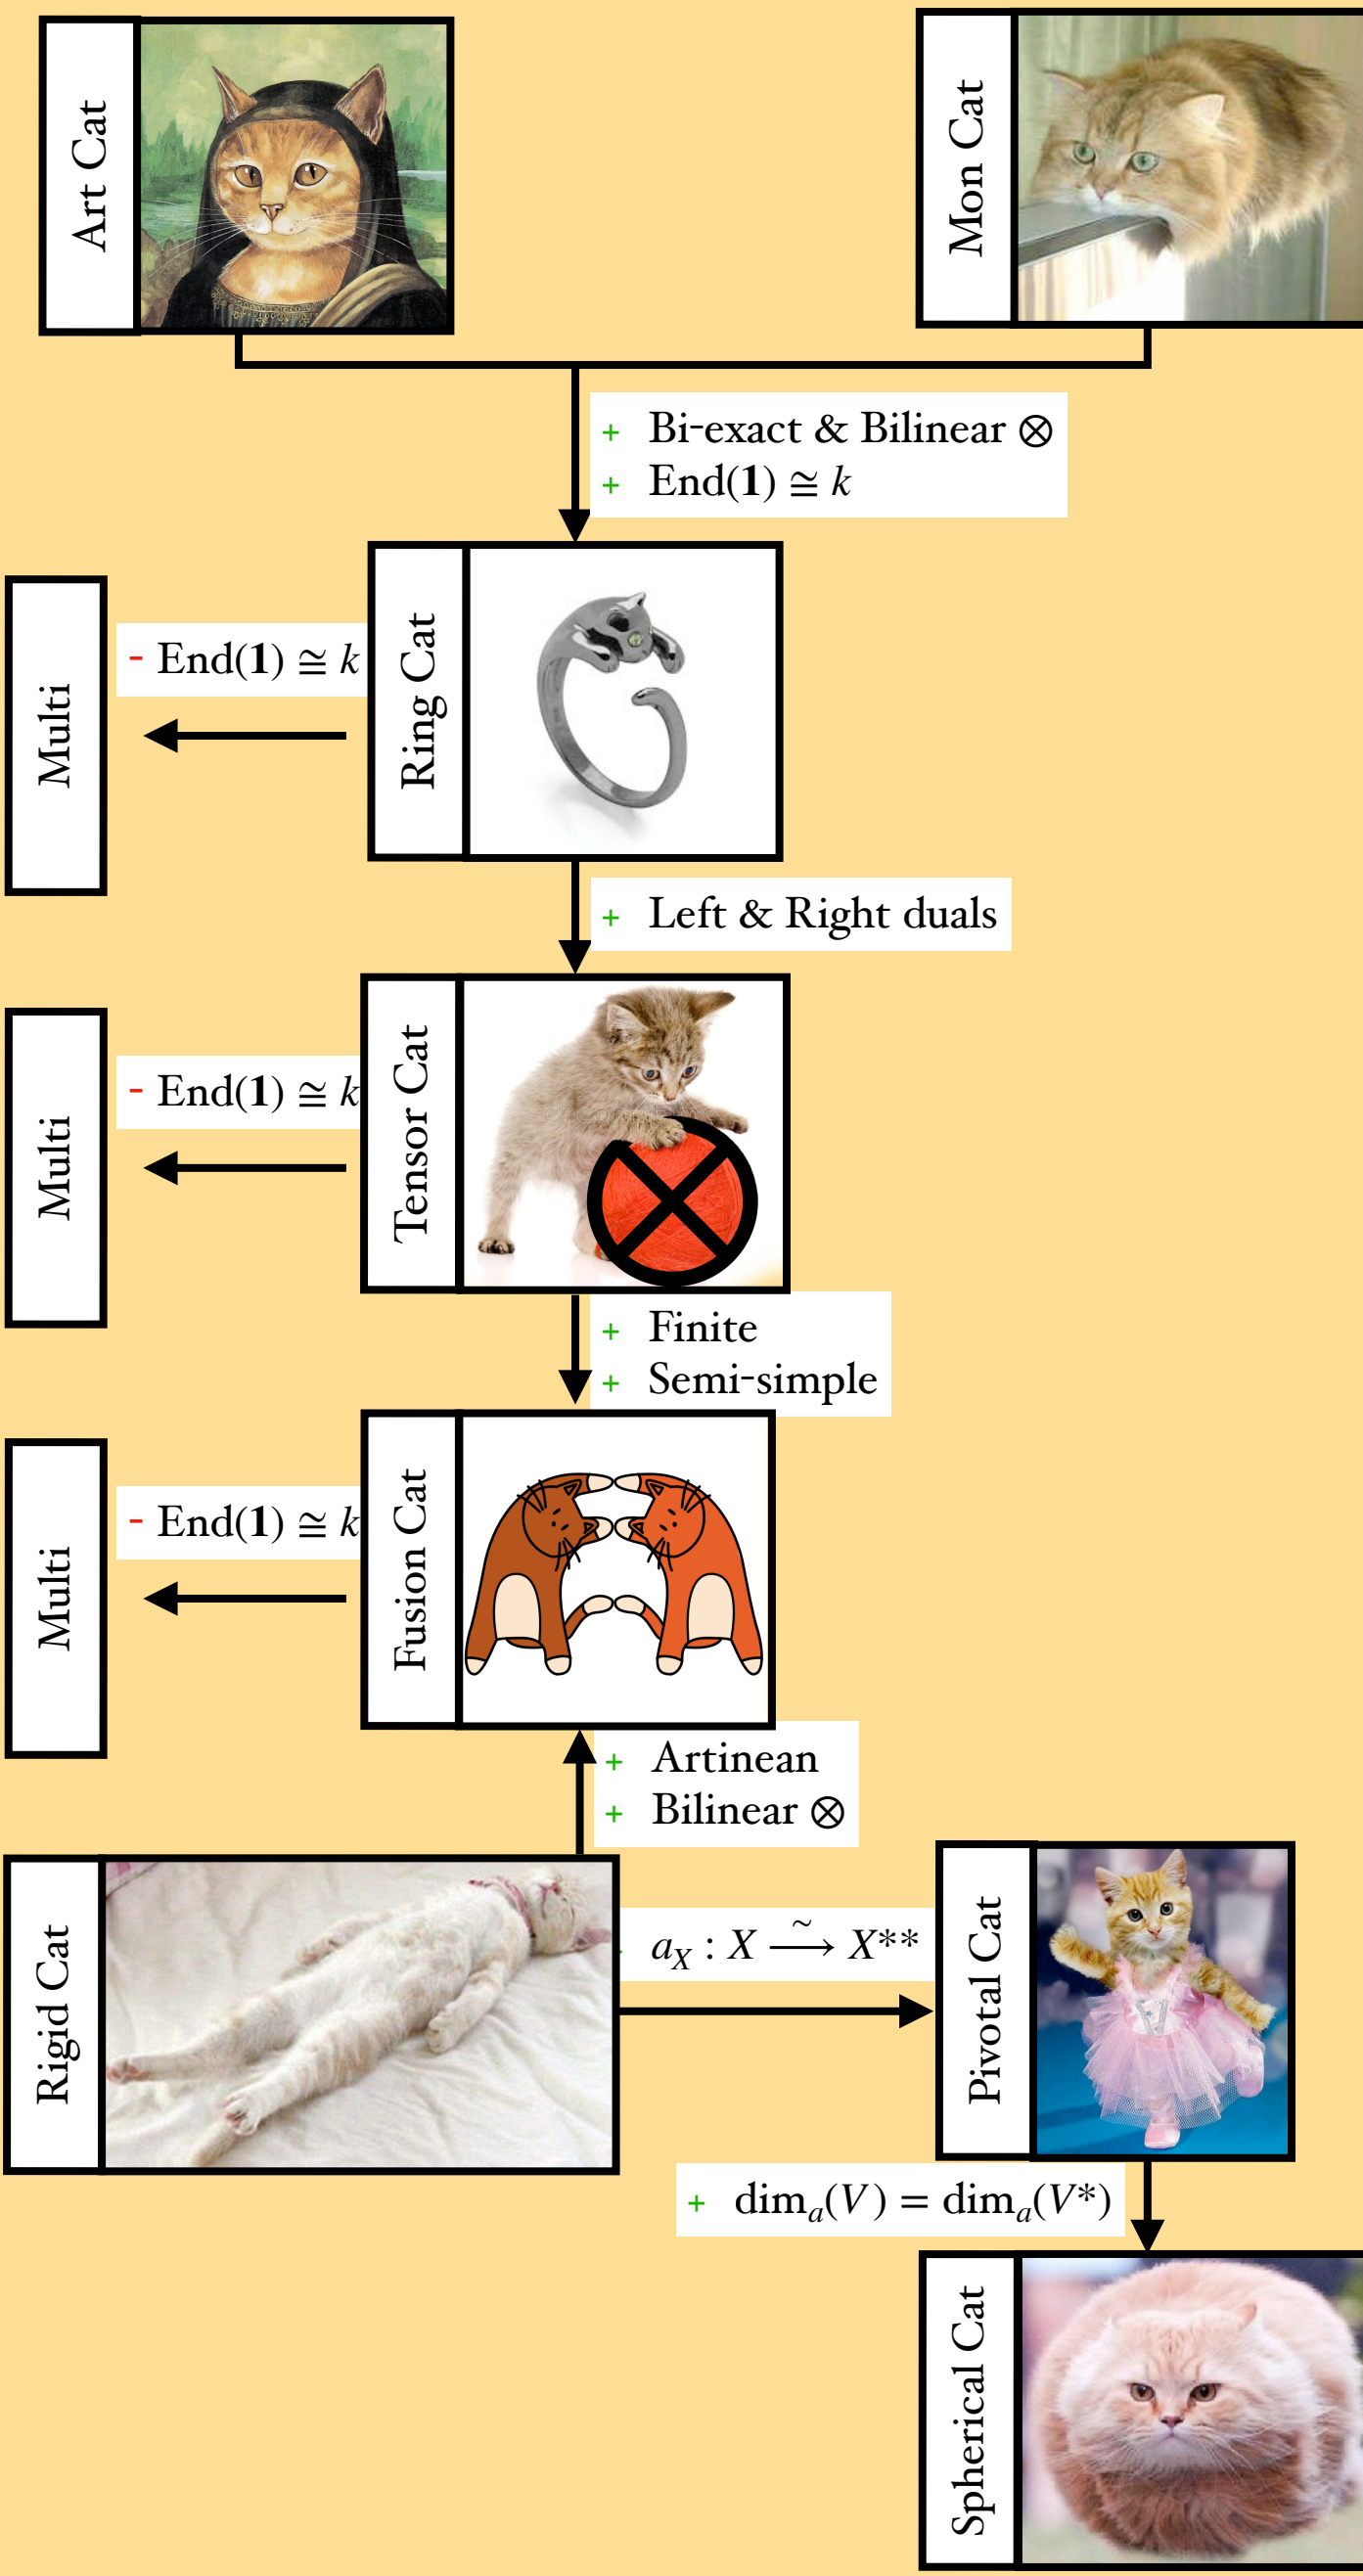 Art Cat
Mon Cat
+ Bi-exact & Bilinear ⊗
+ End(1) ≅ k
Multi
- End(1) ≅ k
Ring Cat
+ Left & Right duals
Multi
- End(1) ≅ k
Tensor Cat
+ Finite
+ Semi-simple
Multi
- End(1) ≅ k
Fusion Cat
+ Artinean
+ Bilinear ⊗
Rigid Cat
a_X : X ⟶͂ X**
Pivotal Cat
+ dim_a(V) = dim_a(V*)
Spherical Cat